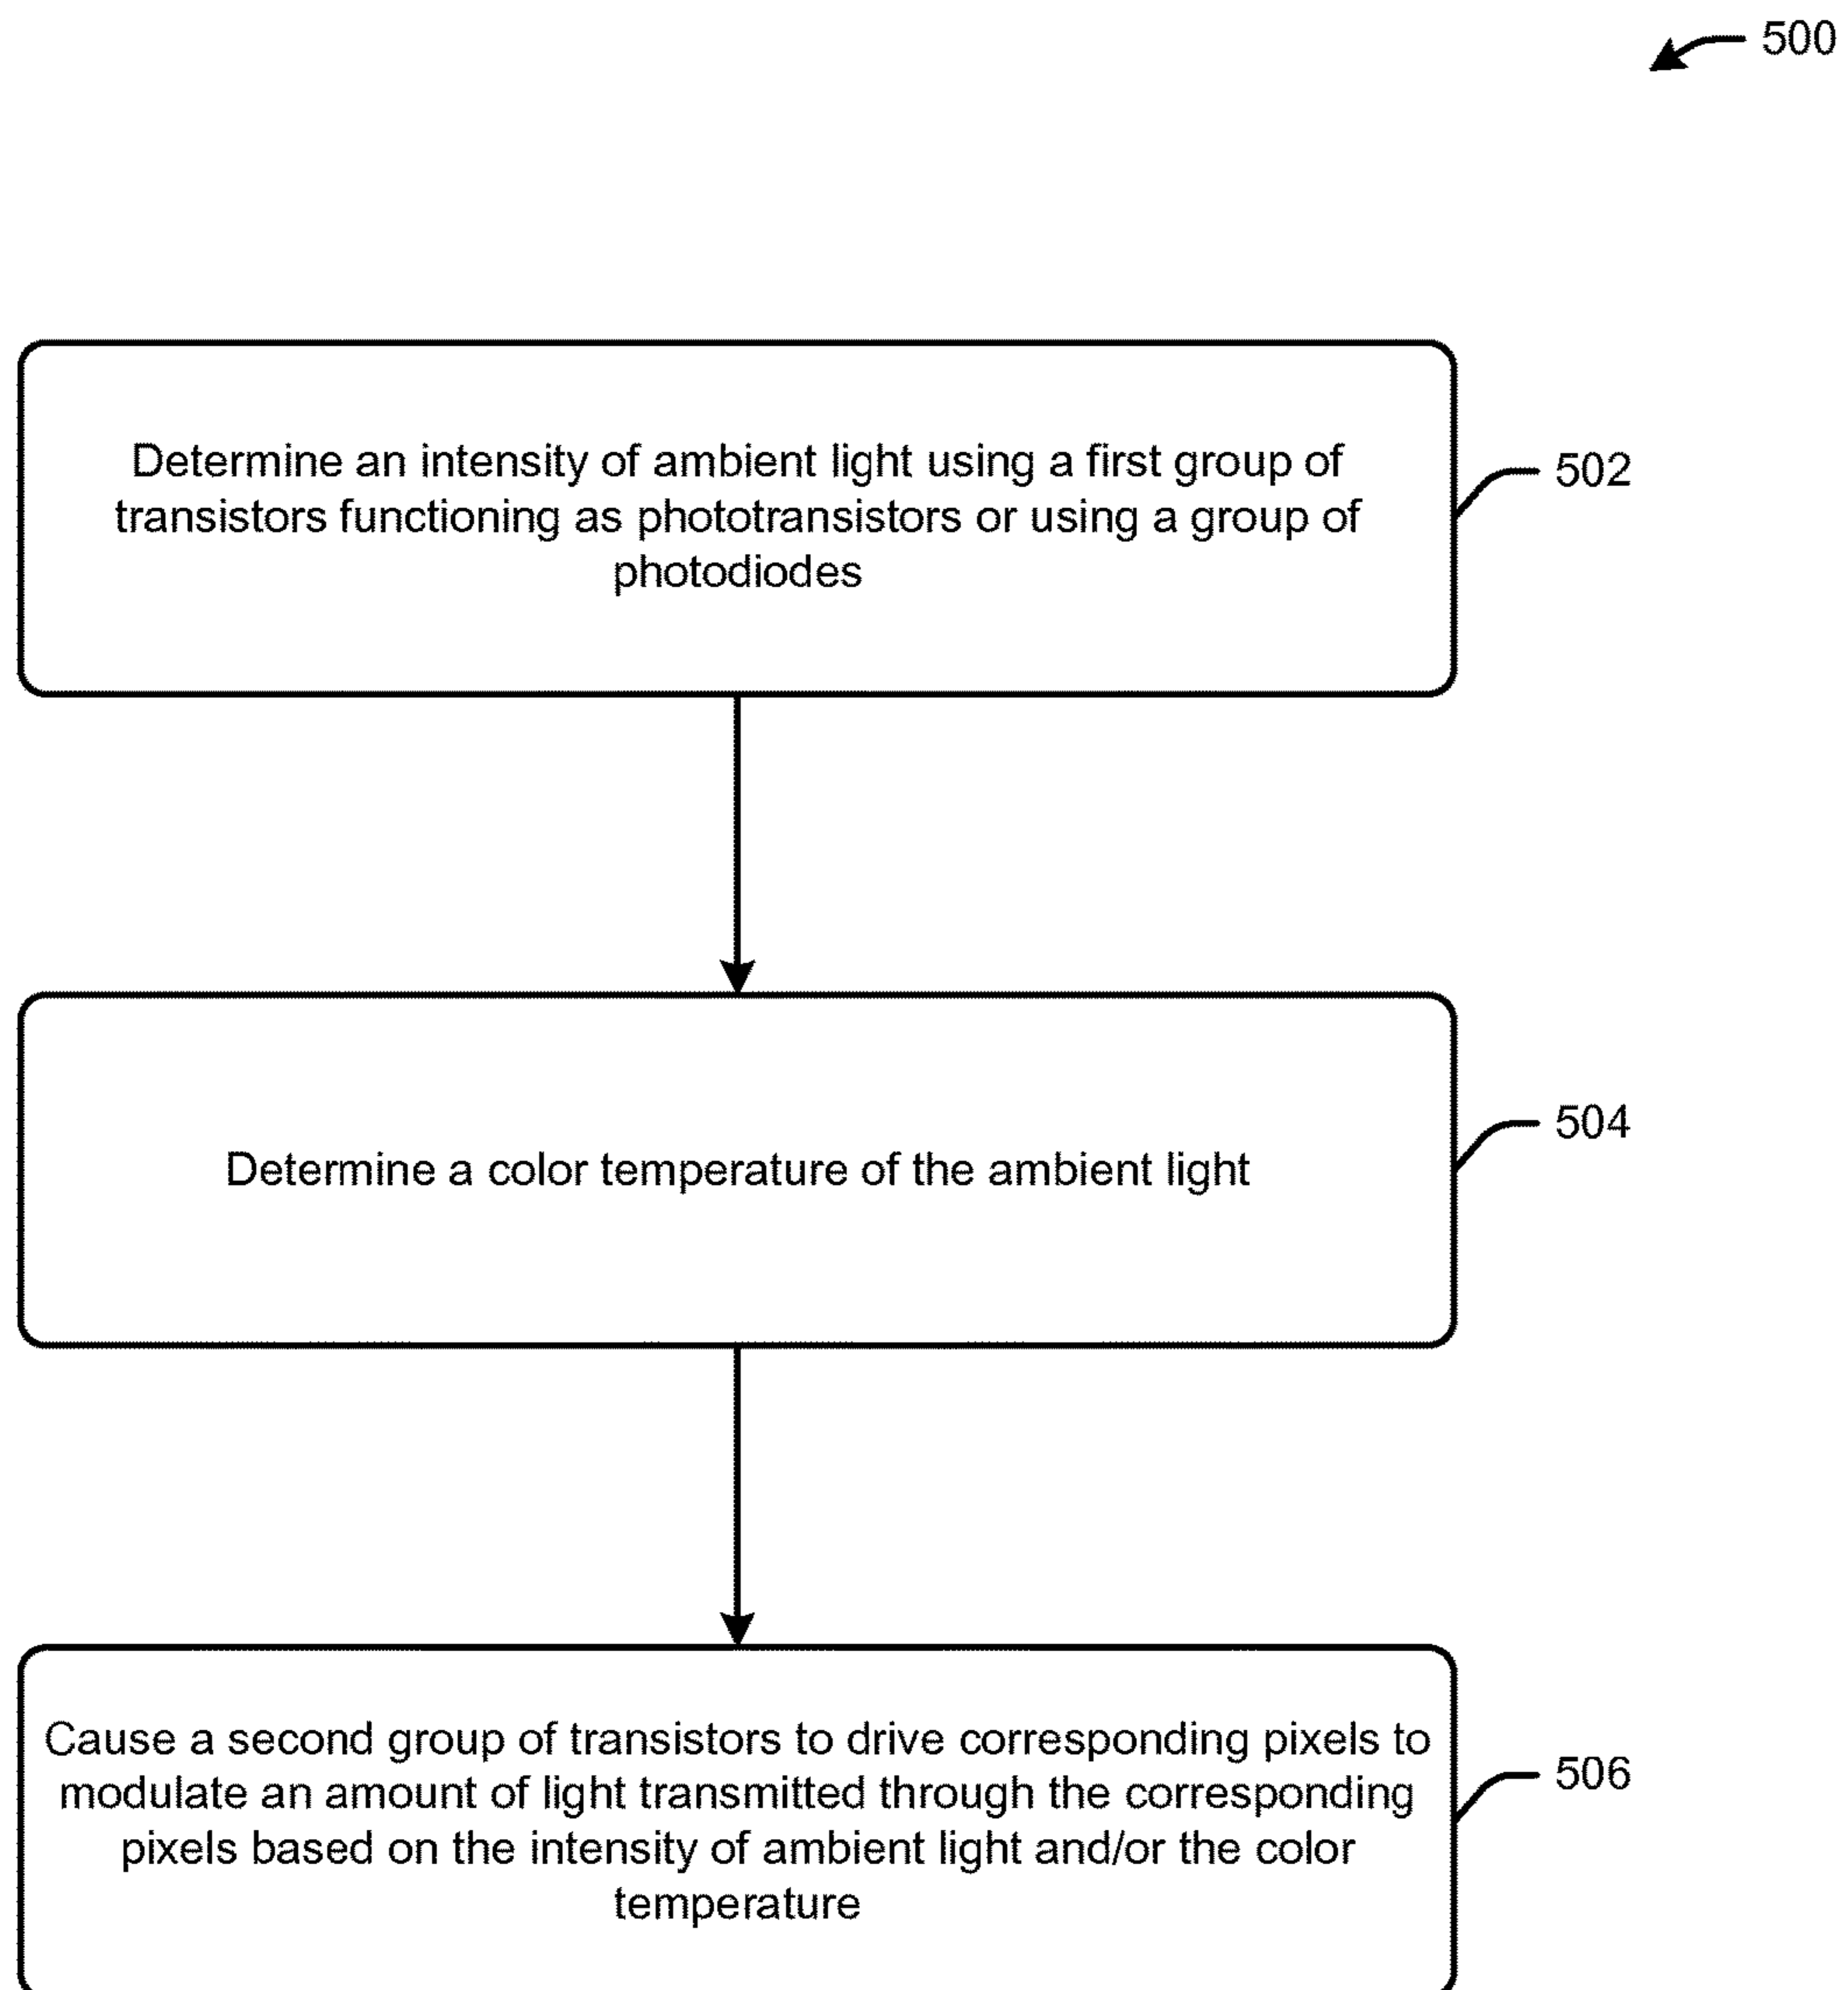 500
Determine an intensity of ambient light using a first group of
transistors functioning as phototransistors or using a group of
photodiodes
502
Determine a color temperature of the ambient light
504
Cause a second group of transistors to drive corresponding pixels to
modulate an amount of light transmitted through the corresponding
pixels based on the intensity of ambient light and/or the color
temperature
506